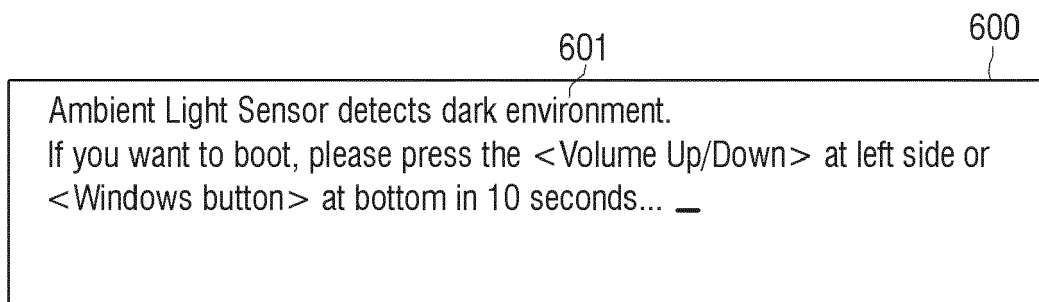 600
601
Ambient Light Sensor detects dark environment.
If you want to boot, please press the <Volume Up/Down> at left side or
<Windows button> at bottom in 10 seconds... _